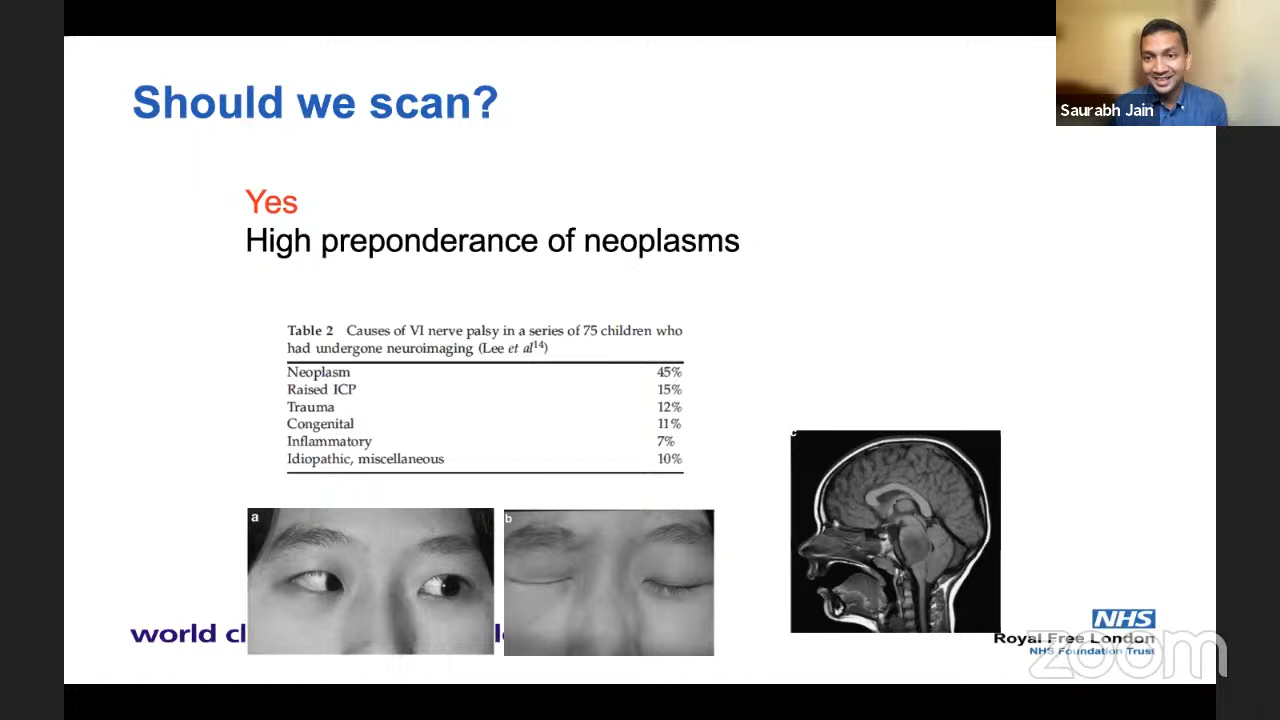 Should we scan?
Saurabh Jain
Yes
High preponderance of neoplasms
Table 2 Causes of VI nerve palsy in a series of 75 children who
had undergone neuroimaging (Lee et al14)
Neoplasm 45%
Raised ICP 15%
Trauma 12%
Congenital 11%
Inflammatory 7%
Idiopathic, miscellaneous 10%
a
b
c
world cl
NHS
Royal Free London
NHS Foundation Trust
zoom